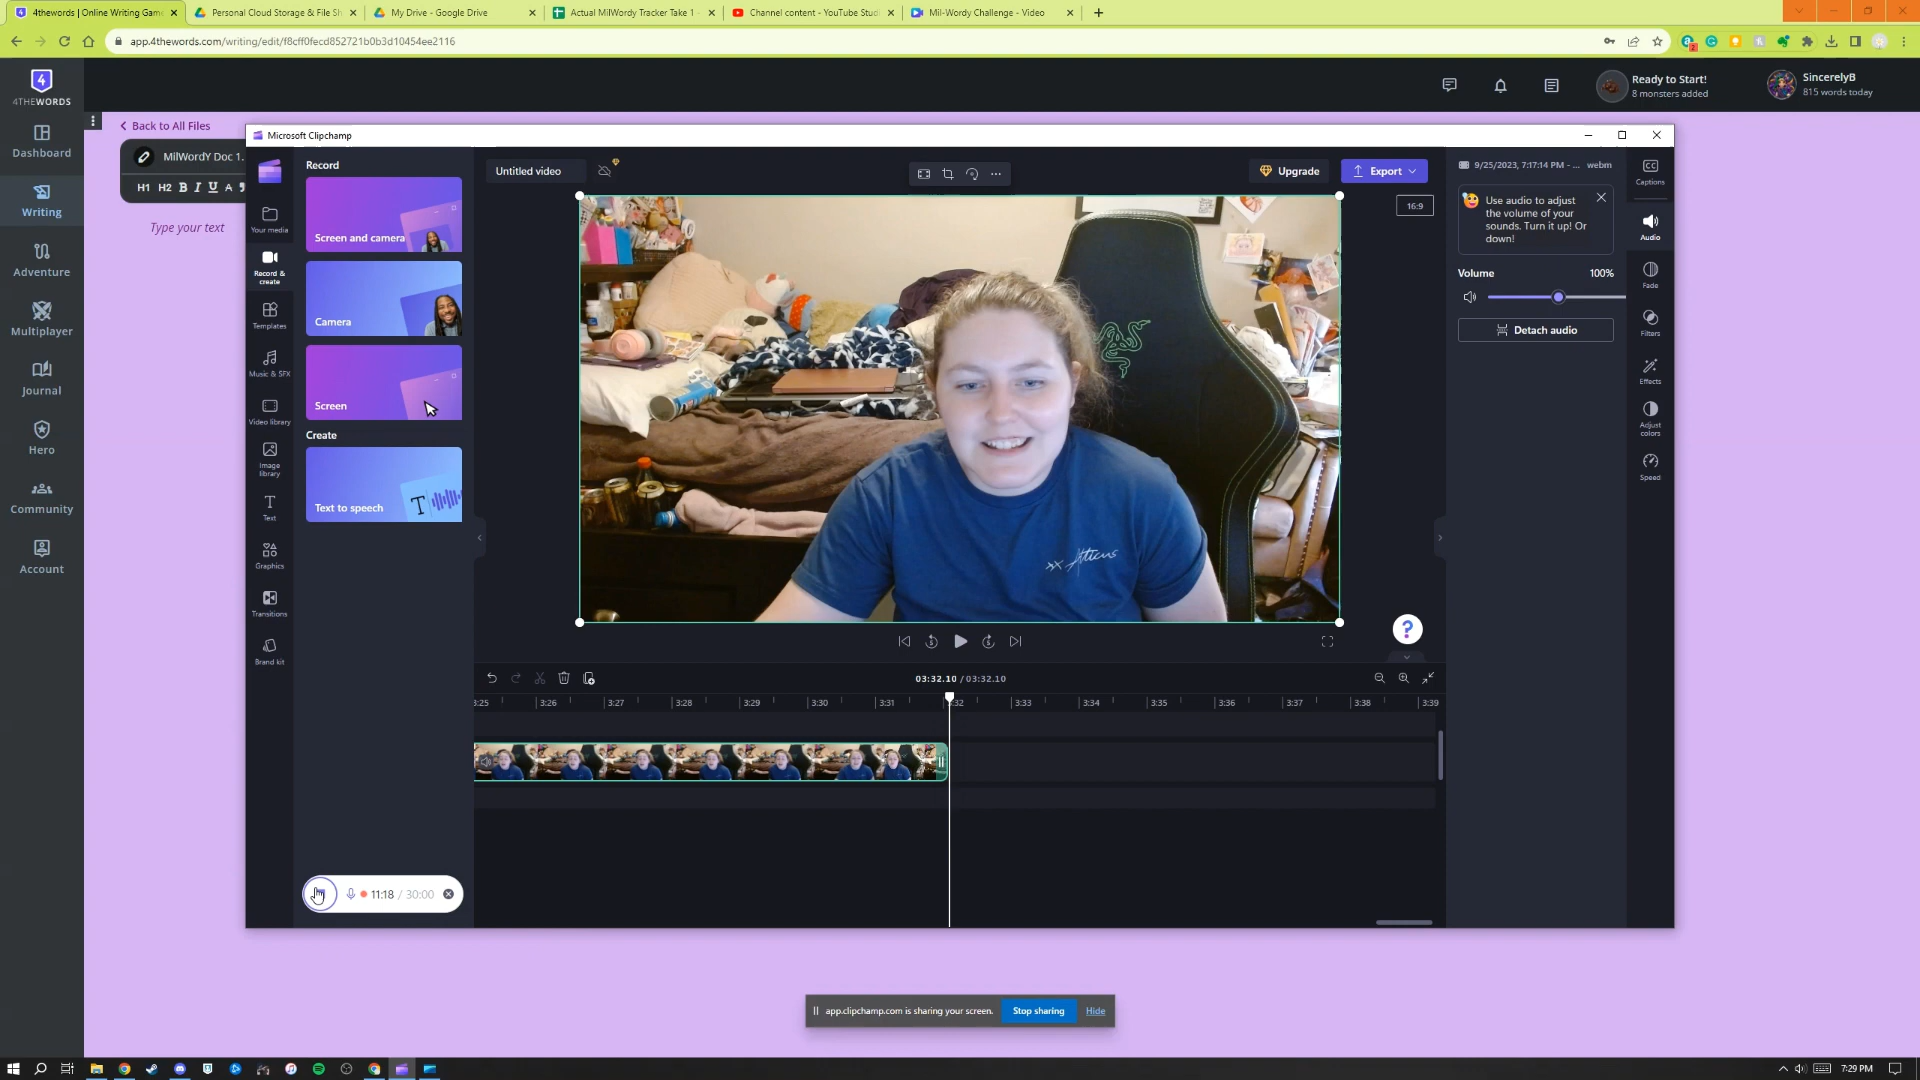 4thewords | Online Writing Game
Personal Cloud Storage & File Sh
My Drive - Google Drive
Actual MilWordy Tracker Take 1 -
Channel content - YouTube Studi
Mil-Wordy Challenge - Video
app.4thewords.com/writing/edit/f8cff0fecd852721b0b3d10454ee2116
4THEWORDS
Ready to Start!
8 monsters added
SincerelyB
815 words today
Dashboard
Writing
Adventure
Multiplayer
Journal
Hero
Community
Account
Back to All Files
MilWordY Doc 1.
H1 H2 B I U A
Type your text
Microsoft Clipchamp
Your media
Record & create
Templates
Music & SFX
Video library
Image library
Text
Graphics
Transitions
Brand kit
Record
Screen and camera
Camera
Screen
Create
Text to speech
11:18 / 30:00
Untitled video
Upgrade
Export
16:9
xx Atticus
03:32.10 / 03:32.10
3:25 3:26 3:27 3:28 3:29 3:30 3:31 3:32 3:33 3:34 3:35 3:36 3:37 3:38 3:39
9/25/2023, 7:17:14 PM - ... webm
Use audio to adjust
the volume of your
sounds. Turn it up! Or
down!
Volume 100%
Detach audio
Captions
Audio
Fade
Filters
Effects
Adjust colors
Speed
app.clipchamp.com is sharing your screen. Stop sharing Hide
7:29 PM